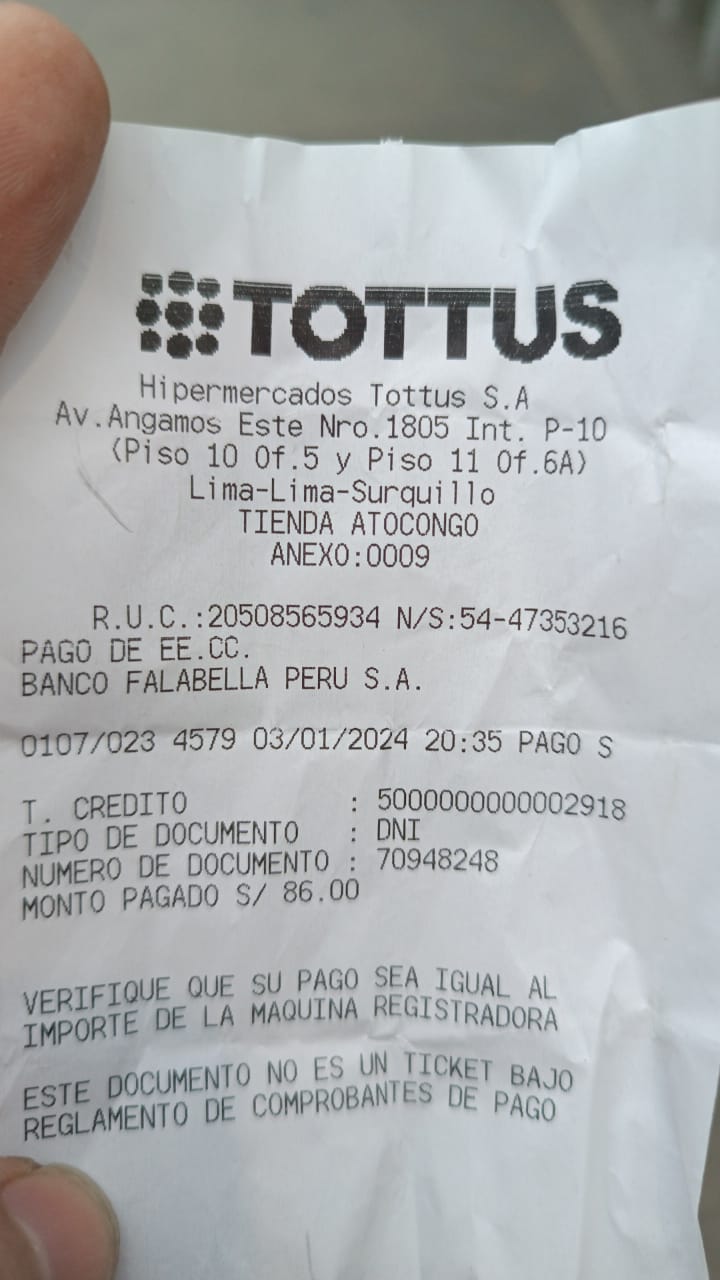 TOTTUS
Hipermercados Tottus S.A
Av.Angamos Este Nro.1805 Int. P-10
(Piso 10 Of.5 y Piso 11 Of.6A)
Lima-Lima-Surquillo
TIENDA ATOCONGO
ANEXO:0009
R.U.C.:20508565934 N/S:54-47353216
PAGO DE EE.CC.
BANCO FALABELLA PERU S.A.
0107/023 4579 03/01/2024 20:35 PAGO S
T. CREDITO : 5000000000002918
TIPO DE DOCUMENTO : DNI
NUMERO DE DOCUMENTO : 70948248
MONTO PAGADO S/ 86.00
VERIFIQUE QUE SU PAGO SEA IGUAL AL
IMPORTE DE LA MAQUINA REGISTRADORA
ESTE DOCUMENTO NO ES UN TICKET BAJO
REGLAMENTO DE COMPROBANTES DE PAGO